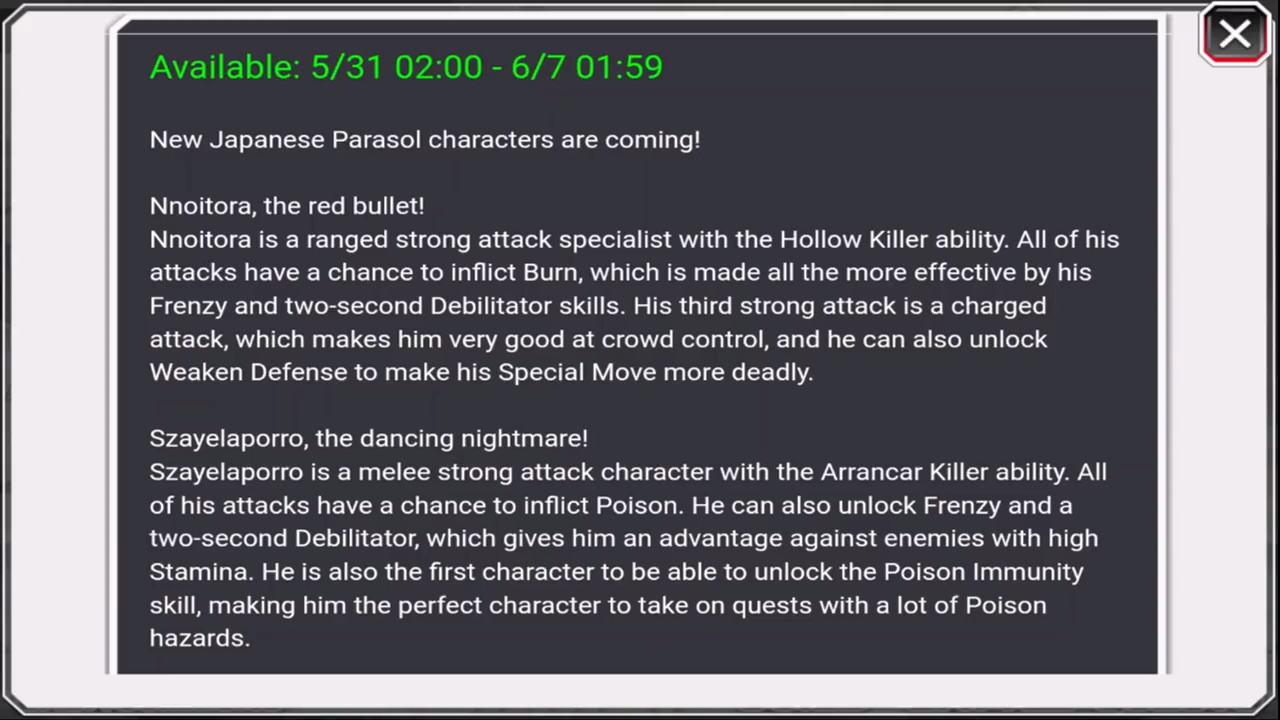 Available: 5/31 02:00 - 6/7 01:59
New Japanese Parasol characters are coming!
Nnoitora, the red bullet!
Nnoitora is a ranged strong attack specialist with the Hollow Killer ability. All of his
attacks have a chance to inflict Burn, which is made all the more effective by his
Frenzy and two-second Debilitator skills. His third strong attack is a charged
attack, which makes him very good at crowd control, and he can also unlock
Weaken Defense to make his Special Move more deadly.
Szayelaporro, the dancing nightmare!
Szayelaporro is a melee strong attack character with the Arrancar Killer ability. All
of his attacks have a chance to inflict Poison. He can also unlock Frenzy and a
two-second Debilitator, which gives him an advantage against enemies with high
Stamina. He is also the first character to be able to unlock the Poison Immunity
skill, making him the perfect character to take on quests with a lot of Poison
hazards.